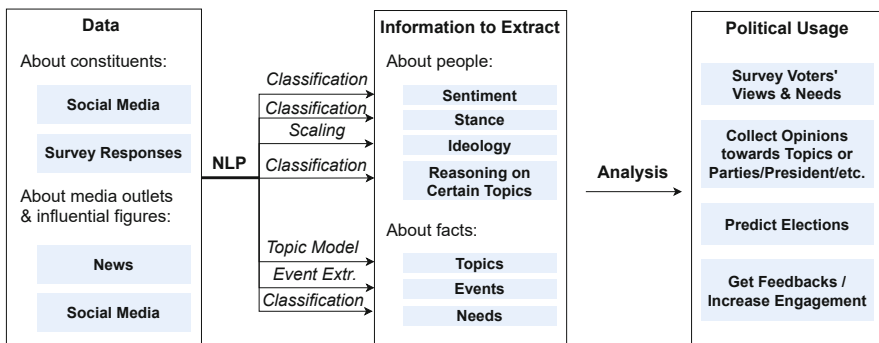 Data
About constituents:
Social Media
Survey Responses
About media outlets
& influential figures:
News
Social Media
NLP
Classification
Classification
Scaling
Classification
Topic Model
Event Extr.
Classification
Information to Extract
About people:
Sentiment
Stance
Ideology
Reasoning on
Certain Topics
About facts:
Topics
Events
Needs
Analysis
Political Usage
Survey Voters'
Views & Needs
Collect Opinions
towards Topics or
Parties/President/etc.
Predict Elections
Get Feedbacks /
Increase Engagement